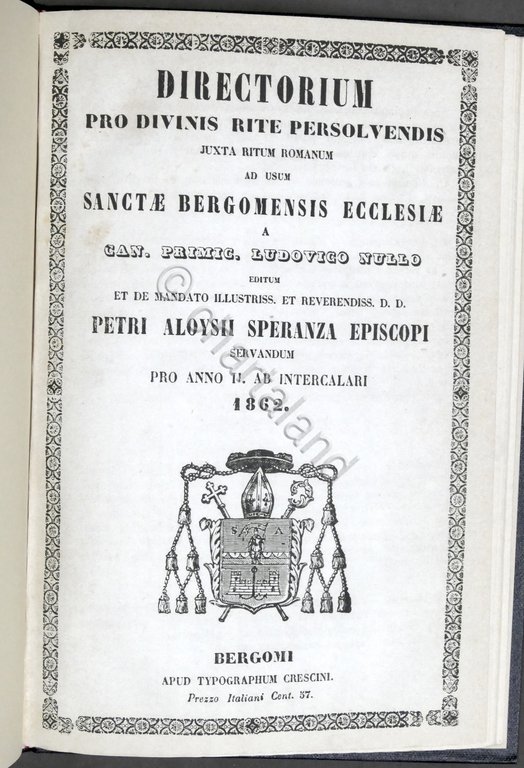 DIRECTORIUM
PRO DIVINIS RITE PERSOLVENDIS
JUXTA RITUM ROMANUM
AD USUM
SANCTÆ BERGOMENSIS ECCLESIÆ
A
CAN. PRIMIC. LUDOVICO NULLO
EDITUM
ET DE MANDATO ILLUSTRISS. ET REVERENDISS. D. D.
PETRI ALOYSII SPERANZA EPISCOPI
SERVANDUM
PRO ANNO II. AB INTERCALARI
1862.
© chartaland
BERGOMI
APUD TYPOGRAPHUM CRESCINI.
Prezzo Italiani Cent. 57.